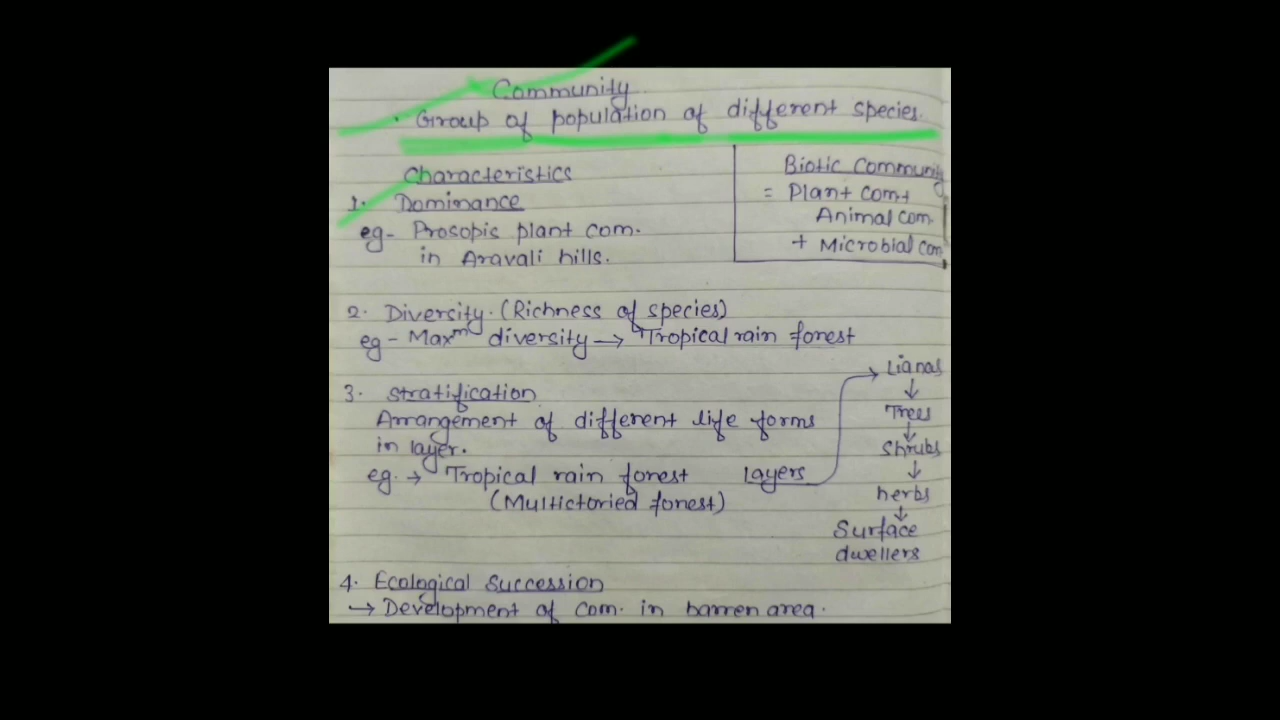 Community
• Group of population of different species.
Characteristics
1. Dominance
eg- Prosopis plant com.
in Aravali hills.
Biotic Community
= Plant com+
Animal com.
+ Microbial com
2. Diversity. (Richness of species)
eg - Maxm diversity → Tropical rain forest
3. Stratification
Arrangement of different life forms
in layer.
eg. → Tropical rain forest layers
(Multictoried forest)
Lianas
↓
Trees
↓
Shrubs
↓
herbs
↓
Surface
dwellers
4. Ecological Succession
→ Development of com. in barren area.